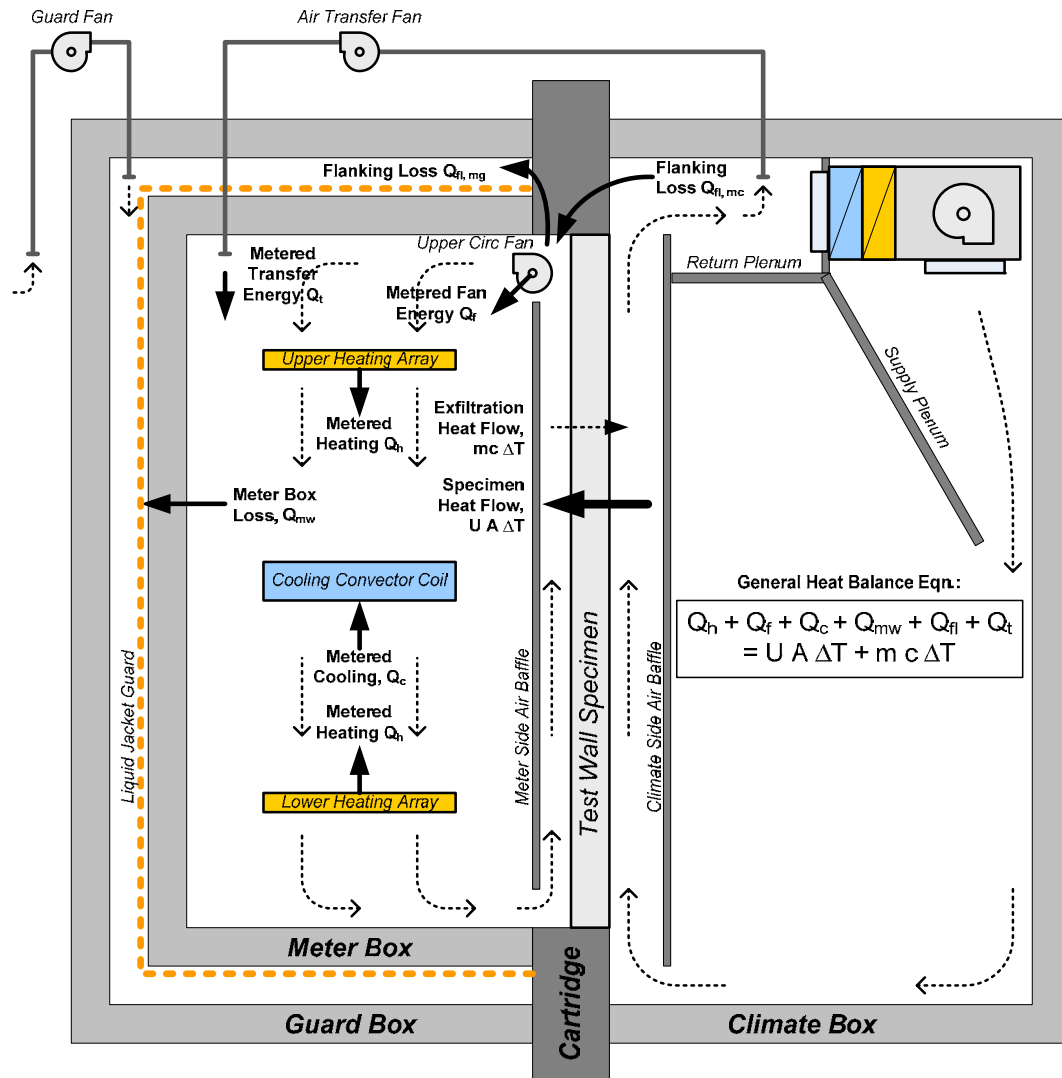 Guard Fan
Air Transfer Fan
Flanking Loss Q_fl, mg
Flanking
Loss Q_fl, mc
Upper Circ Fan
Metered
Transfer
Energy Q_t
Metered Fan
Energy Q_f
Return Plenum
Supply Plenum
Upper Heating Array
Metered
Heating Q_h
Exfiltration
Heat Flow,
mc ΔT
Meter Box
Loss, Q_mw
Specimen
Heat Flow,
U A ΔT
Cooling Convector Coil
Metered
Cooling, Q_c
Metered
Heating Q_h
Lower Heating Array
Liquid Jacket Guard
Meter Side Air Baffle
Test Wall Specimen
Climate Side Air Baffle
General Heat Balance Eqn.:
Q_h + Q_f + Q_c + Q_mw + Q_fl + Q_t
= U A ΔT + m c ΔT
Meter Box
Guard Box
Cartridge
Climate Box